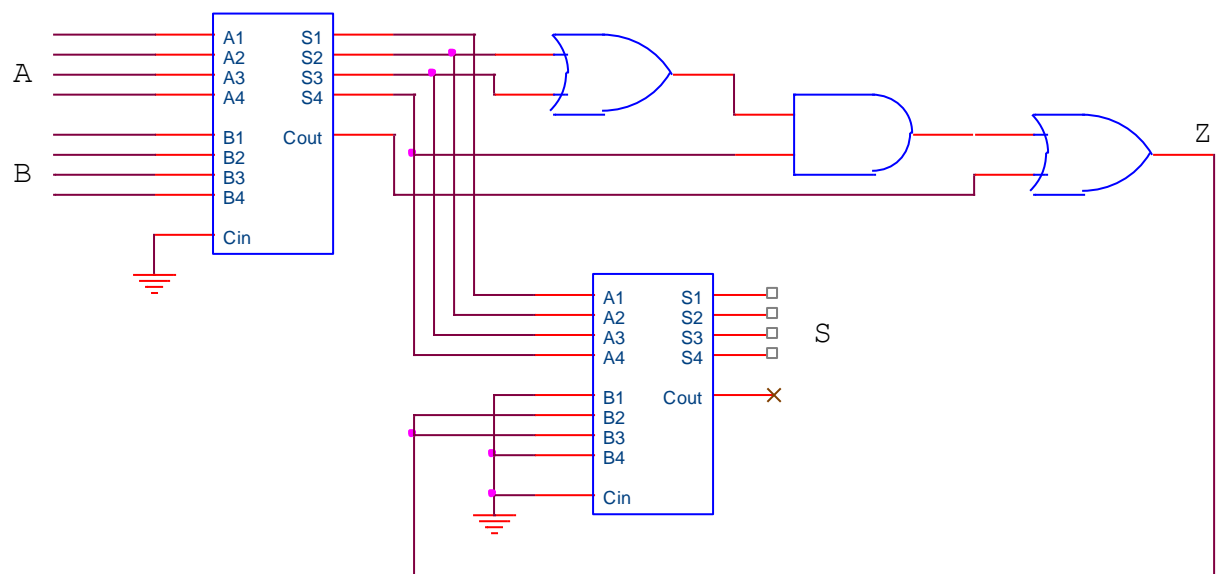 A
B
A1 S1
A2 S2
A3 S3
A4 S4
B1 Cout
B2
B3
B4
Cin
Z
A1 S1
A2 S2
A3 S3
A4 S4
B1 Cout
B2
B3
B4
Cin
S